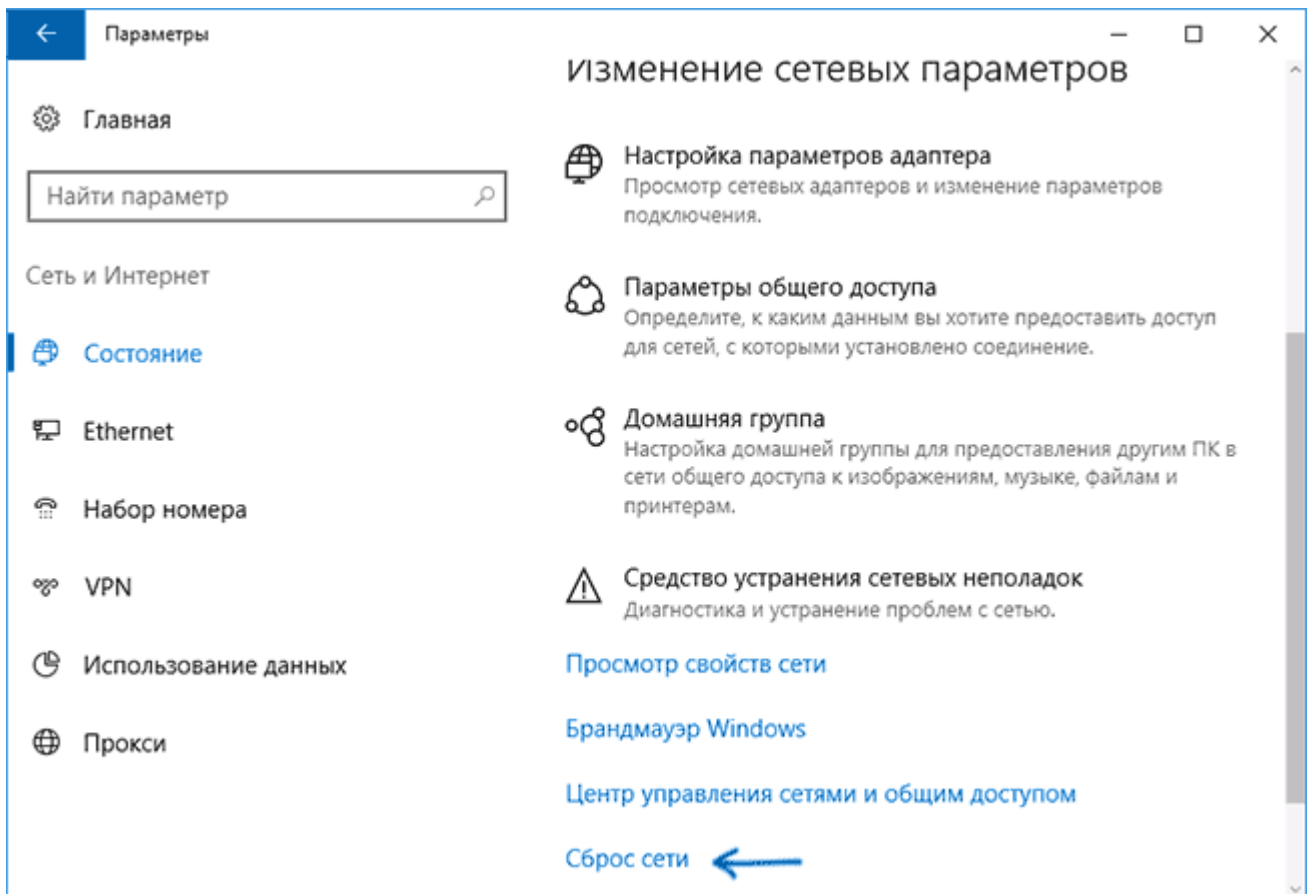 Параметры
Главная
Найти параметр
Сеть и Интернет
Состояние
Ethernet
Набор номера
VPN
Использование данных
Прокси
Изменение сетевых параметров
Настройка параметров адаптера
Просмотр сетевых адаптеров и изменение параметров
подключения.
Параметры общего доступа
Определите, к каким данным вы хотите предоставить доступ
для сетей, с которыми установлено соединение.
Домашняя группа
Настройка домашней группы для предоставления другим ПК в
сети общего доступа к изображениям, музыке, файлам и
принтерам.
Средство устранения сетевых неполадок
Диагностика и устранение проблем с сетью.
Просмотр свойств сети
Брандмауэр Windows
Центр управления сетями и общим доступом
Сброс сети